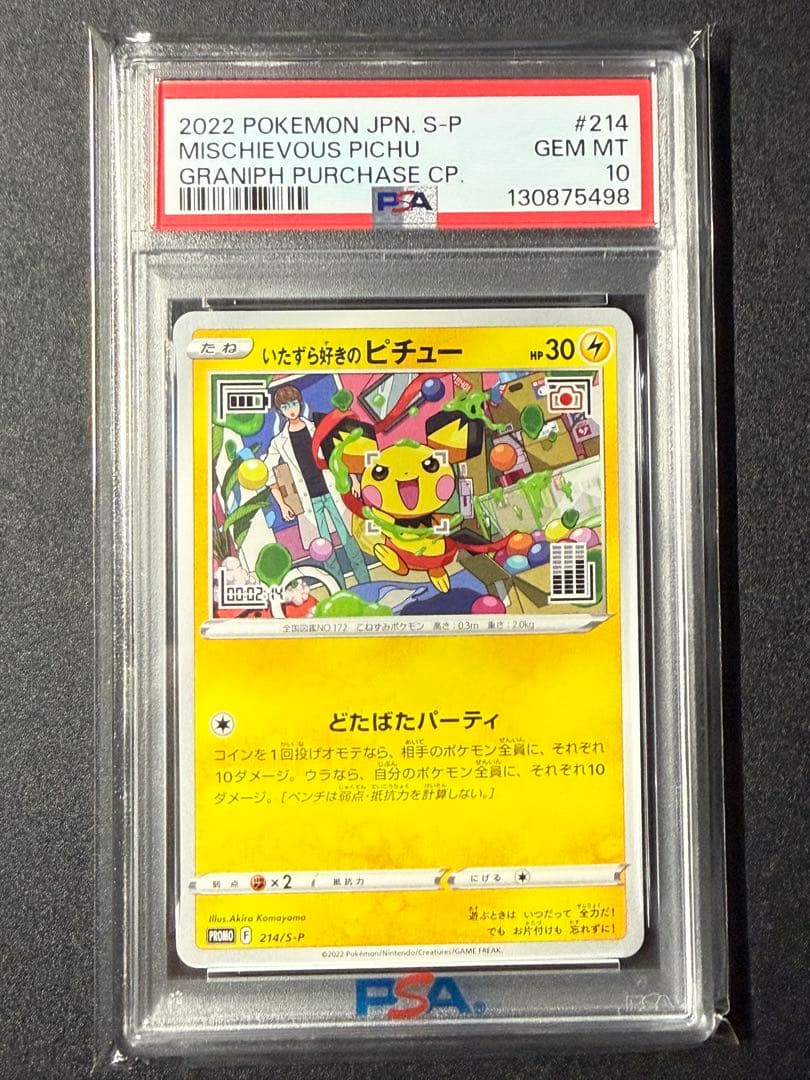 2022 POKEMON JPN. S-P #214
MISCHIEVOUS PICHU GEM MT
GRANIPH PURCHASE CP. 10
PSA 130875498
たね いたずら好きのピチュー HP30
00:02:14
全国図鑑NO.172 こねずみポケモン 高さ:0.3m 重さ:2.0kg
どたばたパーティ
コインを1回投げオモテなら、相手のポケモン全員に、それぞれ
10ダメージ。ウラなら、自分のポケモン全員に、それぞれ10
ダメージ。[ベンチは弱点・抵抗力を計算しない。]
弱点 ×2 抵抗力 にげる
Illus.Akira Komayama
遊ぶときは いつだって 全力だ!
PROMO F 214/S-P
でも お片付けも 忘れずに!
©2022 Pokémon/Nintendo/Creatures/GAME FREAK.
PSA